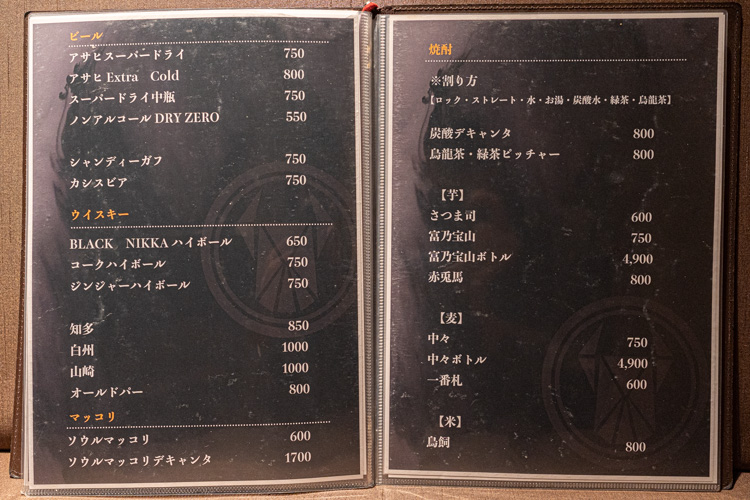 ビール
アサヒスーパードライ 750
アサヒ Extra Cold 800
スーパードライ中瓶 750
ノンアルコール DRY ZERO 550
シャンディーガフ 750
カシスビア 750
ウイスキー
BLACK NIKKA ハイボール 650
コークハイボール 750
ジンジャーハイボール 750
知多 850
白州 1000
山崎 1000
オールドパー 800
マッコリ
ソウルマッコリ 600
ソウルマッコリデキャンタ 1700
焼酎
※割り方
【ロック・ストレート・水・お湯・炭酸水・緑茶・烏龍茶】
炭酸デキャンタ 800
烏龍茶・緑茶ピッチャー 800
【芋】
さつま司 600
富乃宝山 750
富乃宝山ボトル 4,900
赤兎馬 800
【麦】
中々 750
中々ボトル 4,900
一番札 600
【米】
鳥飼 800